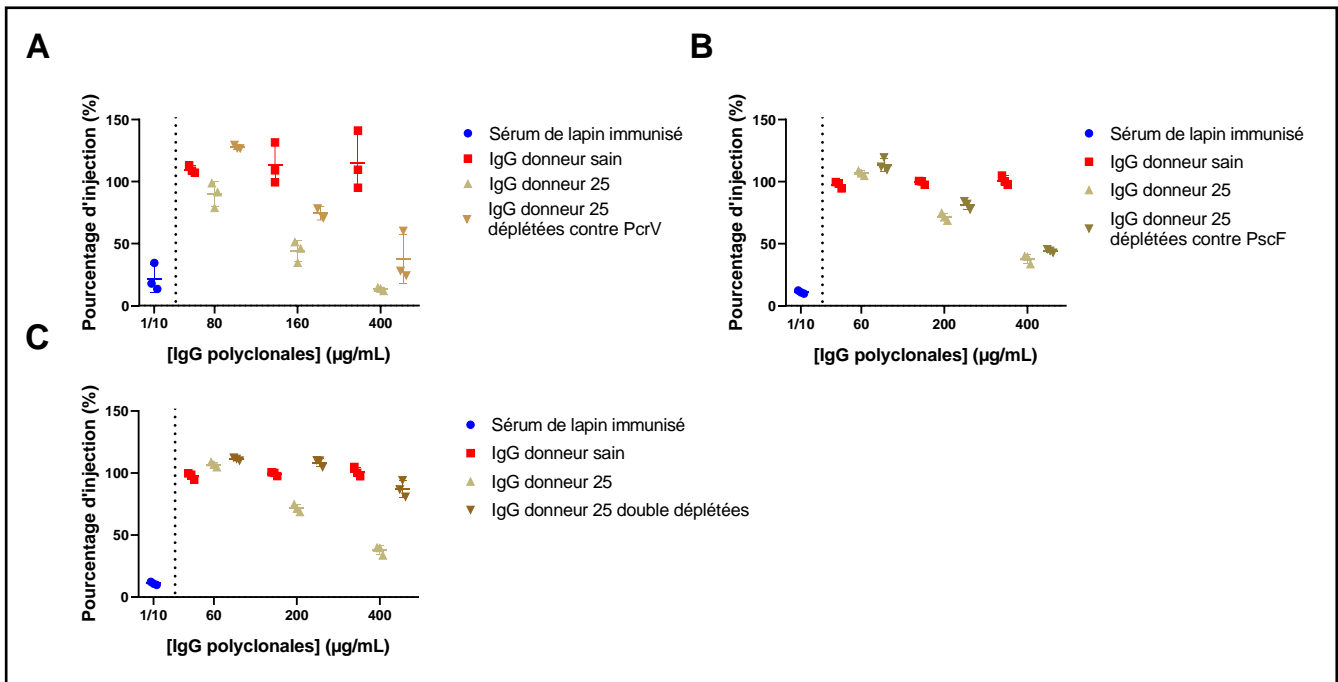 A
Pourcentage d'injection (%)
150
100
50
0
1/10
80
160
400
[IgG polyclonales] (µg/mL)
Sérum de lapin immunisé
IgG donneur sain
IgG donneur 25
IgG donneur 25
déplétées contre PcrV
B
Pourcentage d'injection (%)
150
100
50
0
1/10
60
200
400
[IgG polyclonales] (µg/mL)
Sérum de lapin immunisé
IgG donneur sain
IgG donneur 25
IgG donneur 25
déplétées contre PscF
C
Pourcentage d'injection (%)
150
100
50
0
1/10
60
200
400
[IgG polyclonales] (µg/mL)
Sérum de lapin immunisé
IgG donneur sain
IgG donneur 25
IgG donneur 25 double déplétées